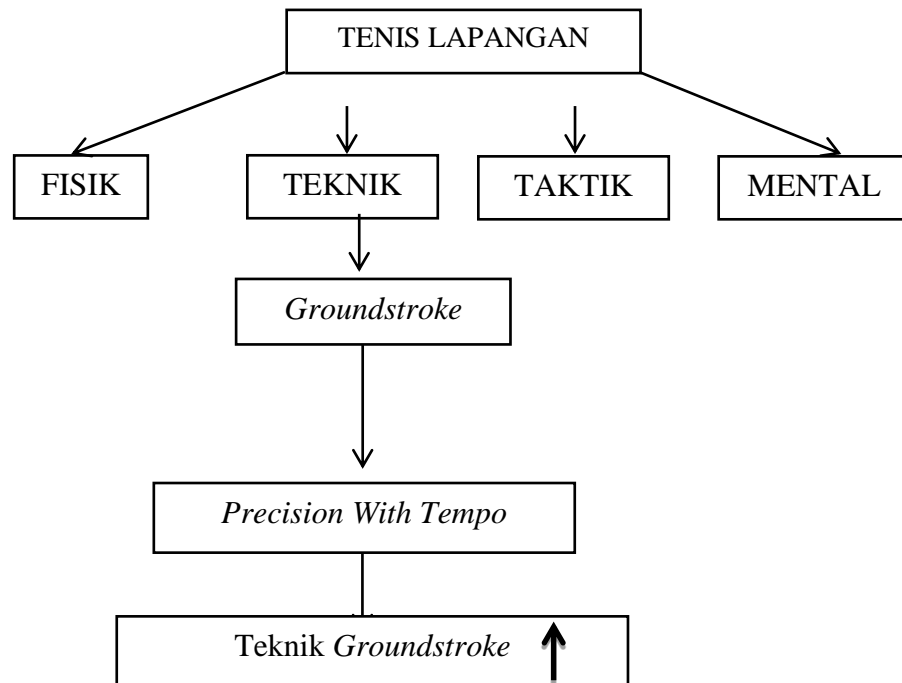 TENIS LAPANGAN
FISIK
TEKNIK
TAKTIK
MENTAL
Groundstroke
Precision With Tempo
Teknik Groundstroke